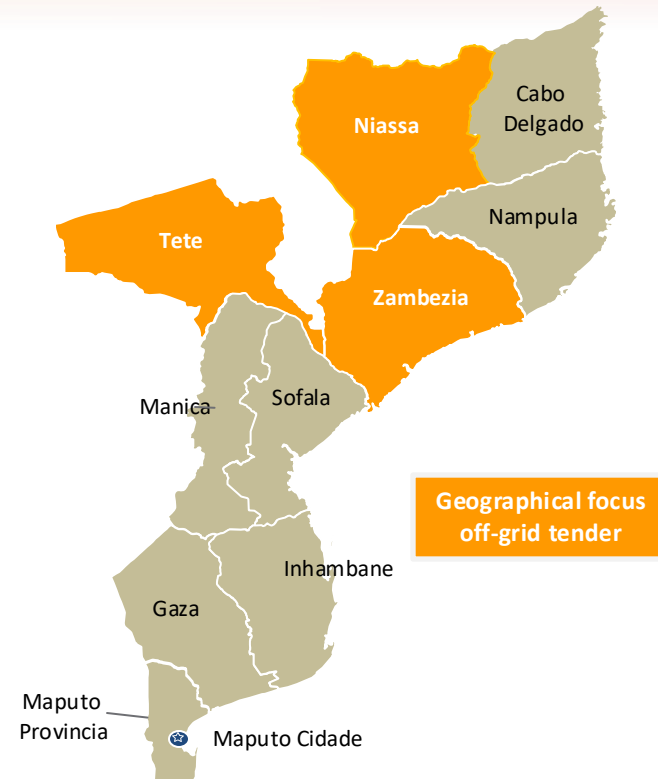 Cabo
Delgado
Niassa
Nampula
Tete
Zambezia
Manica
Sofala
Geographical focus
off-grid tender
Inhambane
Gaza
Maputo
Provincia
Maputo Cidade